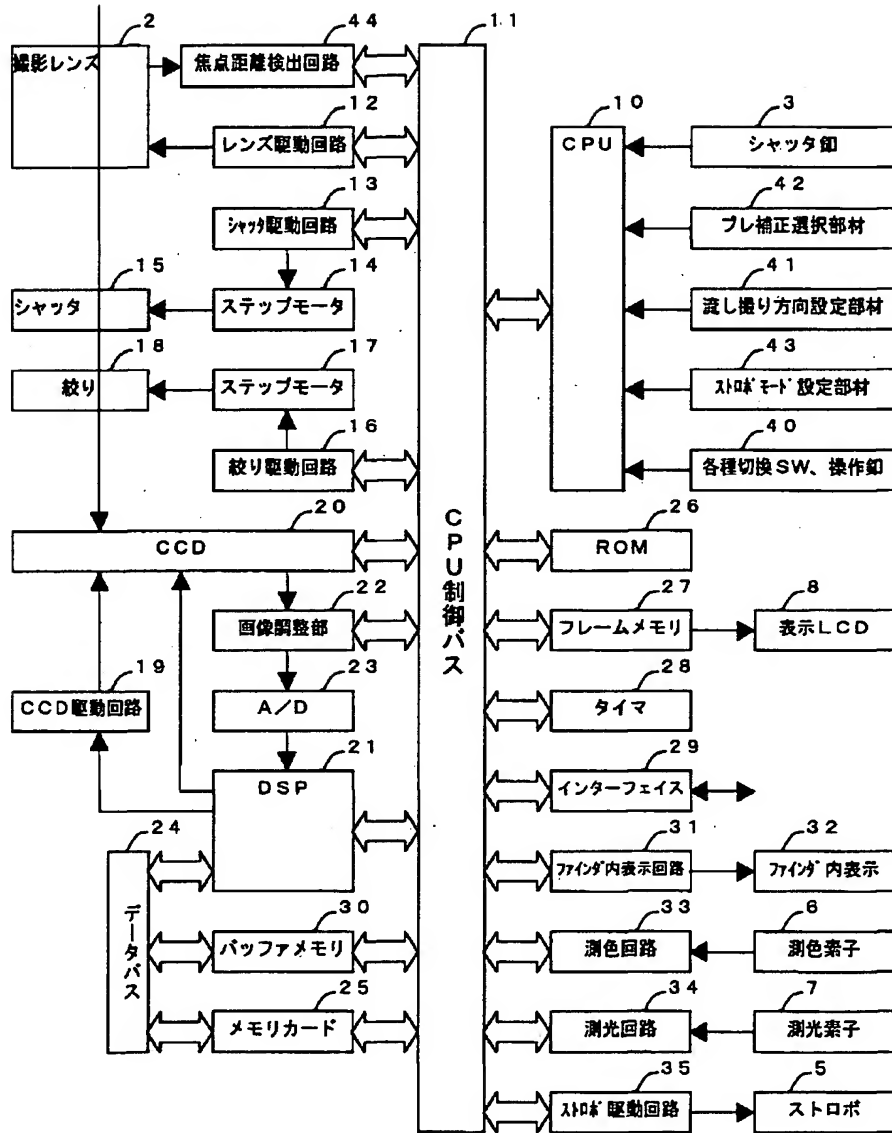 2
44
11
撮影レンズ
焦点距離検出回路
12
10
3
レンズ駆動回路
CPU
シャッタ釦
13
42
シャッタ駆動回路
ブレ補正選択部材
15
14
41
シャッタ
ステップモータ
流し撮り方向設定部材
18
17
43
絞り
ステップモータ
ストロボモード設定部材
16
40
絞り駆動回路
各種切換SW、操作釦
20
26
CCD
CPU制御バス
ROM
22
27
8
画像調整部
フレームメモリ
表示LCD
19
23
28
CCD駆動回路
A/D
タイマ
21
29
DSP
インターフェイス
24
31
32
ファインダ内表示回路
ファインダ内表示
データバス
30
33
6
バッファメモリ
測色回路
測色素子
25
34
7
メモリカード
測光回路
測光素子
35
5
ストロボ駆動回路
ストロボ